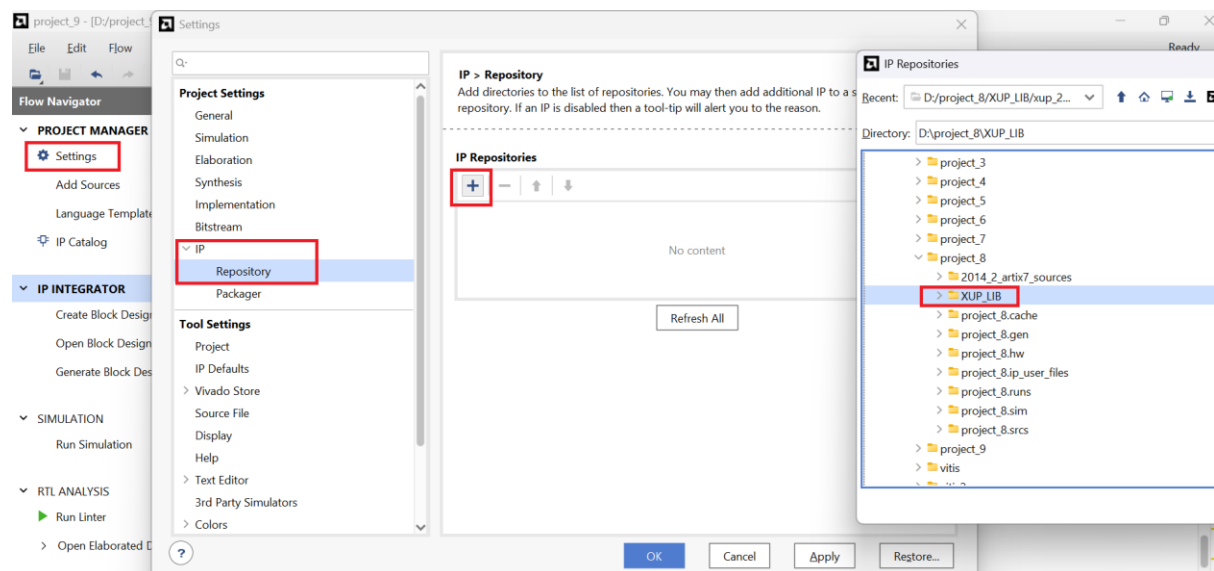 project_9 - [D:/project_
File Edit Flow
Flow Navigator
PROJECT MANAGER
Settings
Add Sources
Language Template
IP Catalog
IP INTEGRATOR
Create Block Design
Open Block Design
Generate Block Des
SIMULATION
Run Simulation
RTL ANALYSIS
Run Linter
Open Elaborated D
Settings
Q-
Project Settings
General
Simulation
Elaboration
Synthesis
Implementation
Bitstream
IP
Repository
Packager
Tool Settings
Project
IP Defaults
Vivado Store
Source File
Display
Help
Text Editor
3rd Party Simulators
Colors
?
IP > Repository
Add directories to the list of repositories. You may then add additional IP to a s
repository. If an IP is disabled then a tool-tip will alert you to the reason.
IP Repositories
No content
Refresh All
OK Cancel Apply Restore...
Ready
IP Repositories
Recent: D:/project_8/XUP_LIB/xup_2...
Directory: D:\project_8\XUP_LIB
project_3
project_4
project_5
project_6
project_7
project_8
2014_2_artix7_sources
XUP_LIB
project_8.cache
project_8.gen
project_8.hw
project_8.ip_user_files
project_8.runs
project_8.sim
project_8.srcs
project_9
vitis